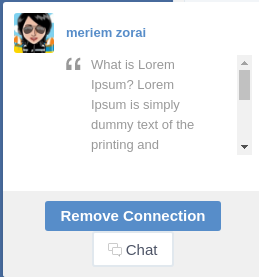 meriem zorai
What is Lorem
Ipsum? Lorem
Ipsum is simply
dummy text of the
printing and
Remove Connection
Chat